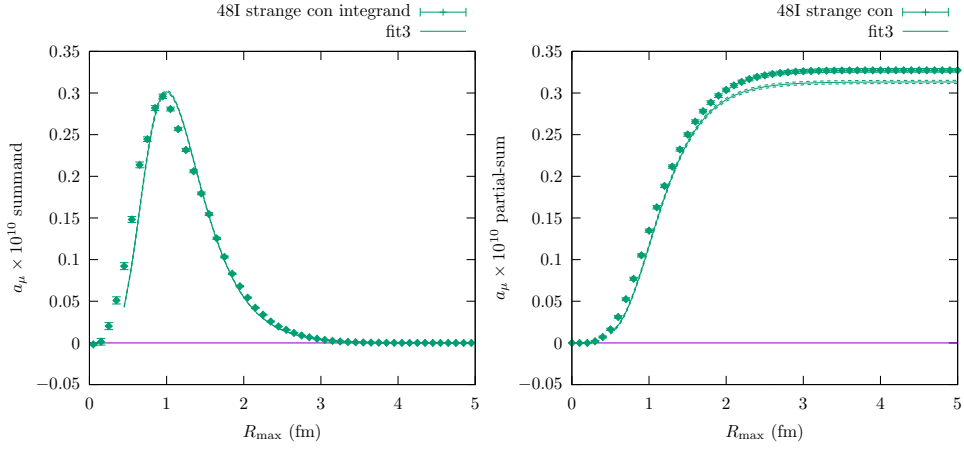 48I strange con integrand
fit3
0.35
0.3
0.25
0.2
0.15
0.1
0.05
0
−0.05
a_μ × 10^10 summand
0 1 2 3 4 5
R_max (fm)
48I strange con
fit3
0.35
0.3
0.25
0.2
0.15
0.1
0.05
0
−0.05
a_μ × 10^10 partial-sum
0 1 2 3 4 5
R_max (fm)